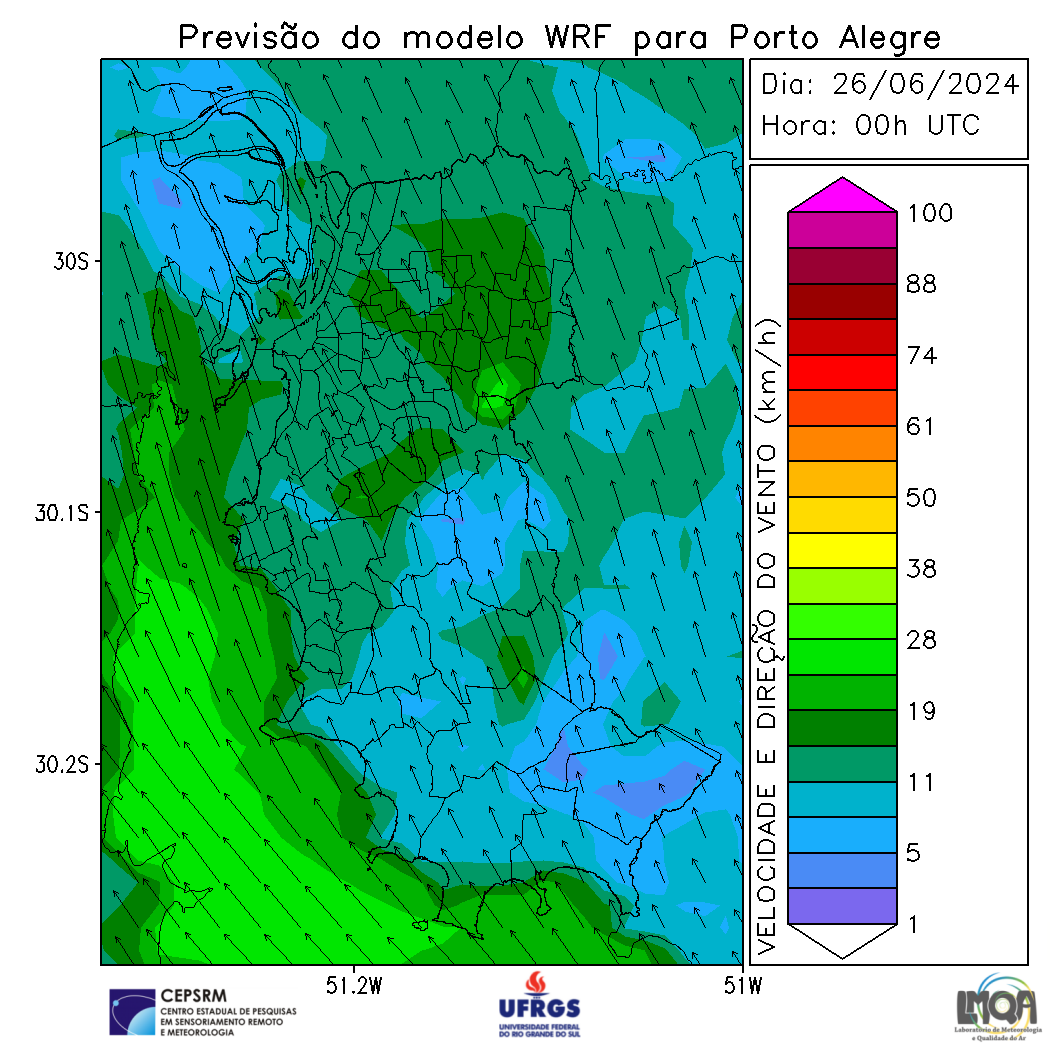 Previsão do modelo WRF para Porto Alegre
Dia: 26/06/2024
Hora: 00h UTC
30S
30.1S
30.2S
51.2W
51W
VELOCIDADE E DIREÇÃO DO VENTO (km/h)
100
88
74
61
50
38
28
19
11
5
1
CEPSRM
CENTRO ESTADUAL DE PESQUISAS
EM SENSORIAMENTO REMOTO
E METEOROLOGIA
UFRGS
UNIVERSIDADE FEDERAL
DO RIO GRANDE DO SUL
LMQA
Laboratório de Meteorologia
e Qualidade do Ar